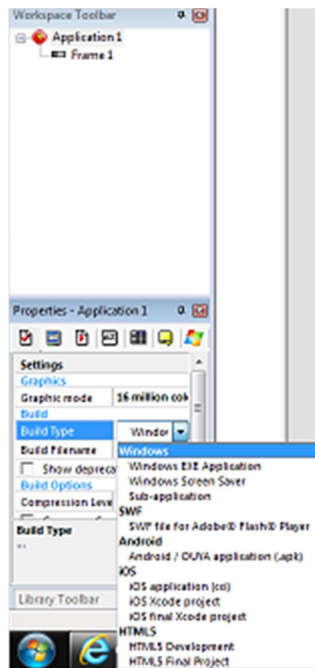 Workspace Toolbar
Application 1
Frame 1
Properties - Application 1
Settings
Graphics
Graphic mode 16 million col
Build
Build Type Window
Build Filename
Show depreca
Build Options
Compression Leve
Build Type
...
Library Toolbar
Windows
Windows EXE Application
Windows Screen Saver
Sub-application
SWF
SWF file for Adobe® Flash® Player
Android
Android / OUYA application (.apk)
iOS
iOS application (cci)
iOS Xcode project
iOS final Xcode project
HTML5
HTML5 Development
HTML5 Final Project